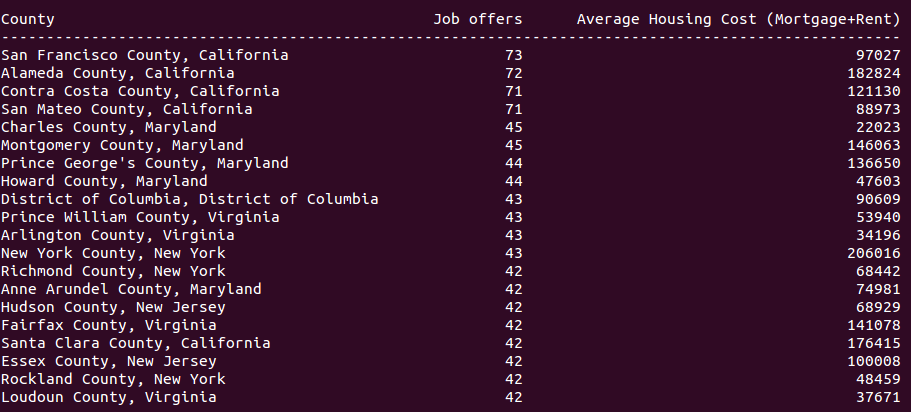 County Job offers Average Housing Cost (Mortgage+Rent)
----------------------------------------------------------------------------------------------------
San Francisco County, California 73 97027
Alameda County, California 72 182824
Contra Costa County, California 71 121130
San Mateo County, California 71 88973
Charles County, Maryland 45 22023
Montgomery County, Maryland 45 146063
Prince George's County, Maryland 44 136650
Howard County, Maryland 44 47603
District of Columbia, District of Columbia 43 90609
Prince William County, Virginia 43 53940
Arlington County, Virginia 43 34196
New York County, New York 43 206016
Richmond County, New York 42 68442
Anne Arundel County, Maryland 42 74981
Hudson County, New Jersey 42 68929
Fairfax County, Virginia 42 141078
Santa Clara County, California 42 176415
Essex County, New Jersey 42 100008
Rockland County, New York 42 48459
Loudoun County, Virginia 42 37671